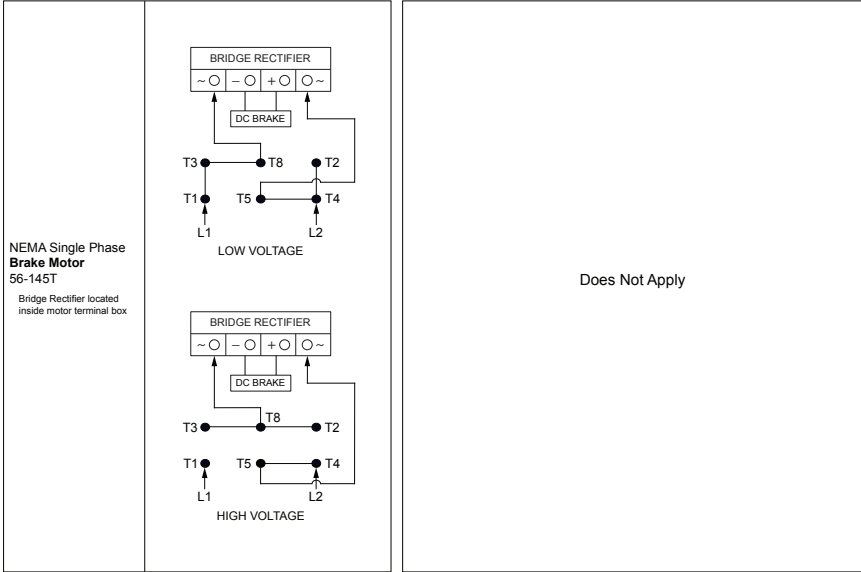 NEMA Single Phase
Brake Motor
56-145T
Bridge Rectifier located
inside motor terminal box
BRIDGE RECTIFIER
~ − + ~
DC BRAKE
T3 T8 T2
T1 T5 T4
L1 L2
LOW VOLTAGE
BRIDGE RECTIFIER
~ − + ~
DC BRAKE
T8
T3 T2
T1 T5 T4
L1 L2
HIGH VOLTAGE
Does Not Apply